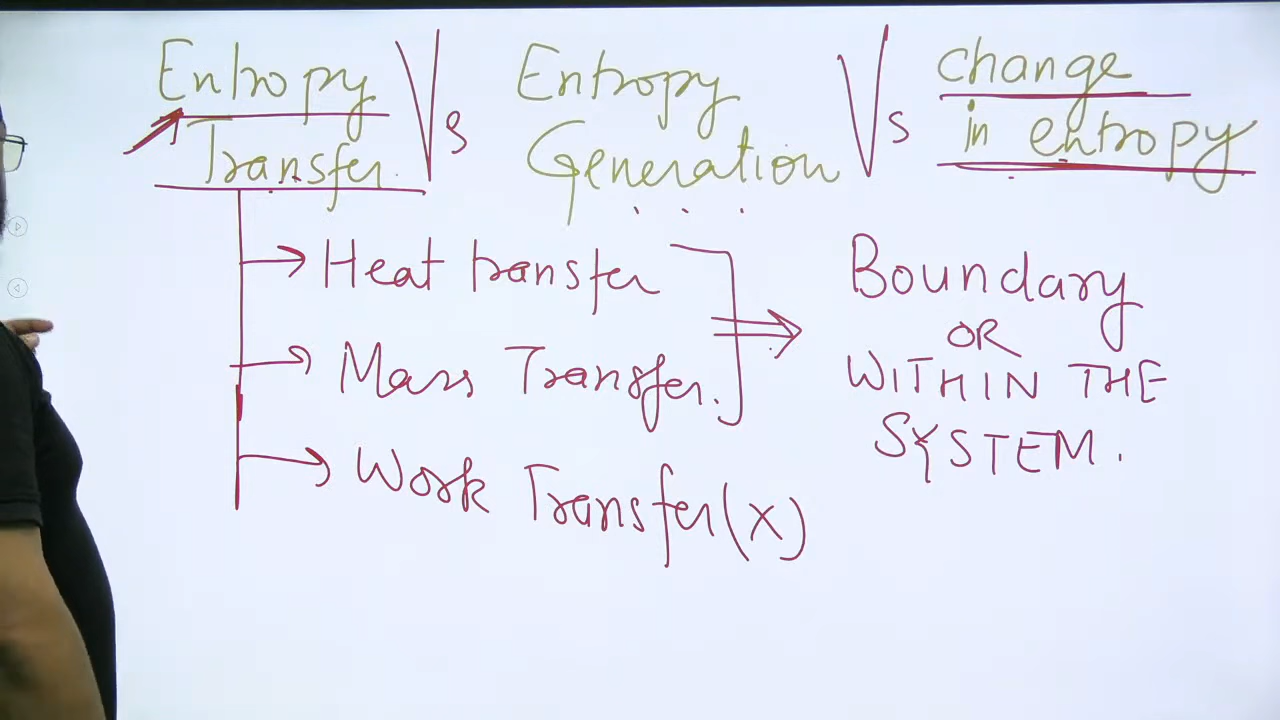 Entropy Vs Entropy Vs change
Transfer. Generation in entropy
Heat transfer
Mass Transfer.
Work Transfer (x)
Boundary
OR
WITHIN THE
SYSTEM.